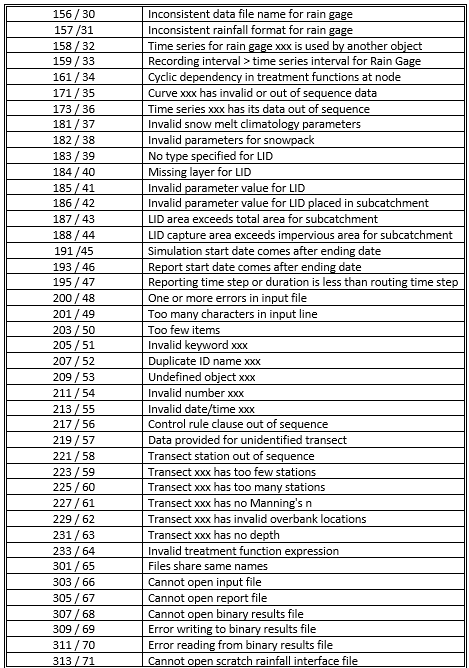 156 / 30 Inconsistent data file name for rain gage
157 /31 Inconsistent rainfall format for rain gage
158 / 32 Time series for rain gage xxx is used by another object
159 / 33 Recording interval > time series interval for Rain Gage
161 / 34 Cyclic dependency in treatment functions at node
171 / 35 Curve xxx has invalid or out of sequence data
173 / 36 Time series xxx has its data out of sequence
181 / 37 Invalid snow melt climatology parameters
182 / 38 Invalid parameters for snowpack
183 / 39 No type specified for LID
184 / 40 Missing layer for LID
185 / 41 Invalid parameter value for LID
186 / 42 Invalid parameter value for LID placed in subcatchment
187 / 43 LID area exceeds total area for subcatchment
188 / 44 LID capture area exceeds impervious area for subcatchment
191 /45 Simulation start date comes after ending date
193 / 46 Report start date comes after ending date
195 / 47 Reporting time step or duration is less than routing time step
200 / 48 One or more errors in input file
201 / 49 Too many characters in input line
203 / 50 Too few items
205 / 51 Invalid keyword xxx
207 / 52 Duplicate ID name xxx
209 / 53 Undefined object xxx
211 / 54 Invalid number xxx
213 / 55 Invalid date/time xxx
217 / 56 Control rule clause out of sequence
219 / 57 Data provided for unidentified transect
221 / 58 Transect station out of sequence
223 / 59 Transect xxx has too few stations
225 / 60 Transect xxx has too many stations
227 / 61 Transect xxx has no Manning's n
229 / 62 Transect xxx has invalid overbank locations
231 / 63 Transect xxx has no depth
233 / 64 Invalid treatment function expression
301 / 65 Files share same names
303 / 66 Cannot open input file
305 / 67 Cannot open report file
307 / 68 Cannot open binary results file
309 / 69 Error writing to binary results file
311 / 70 Error reading from binary results file
313 / 71 Cannot open scratch rainfall interface file